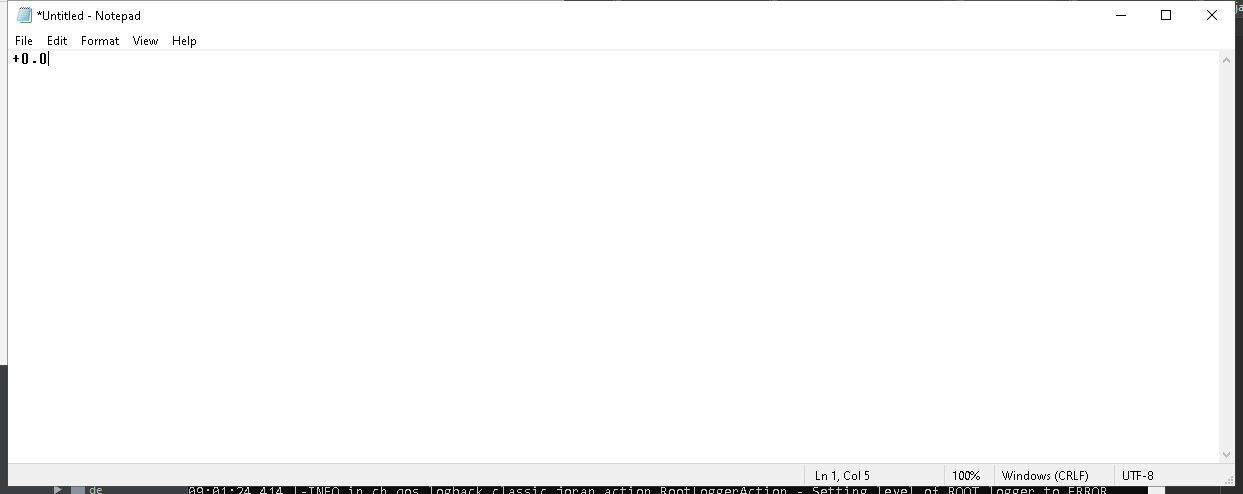 *Untitled - Notepad
File Edit Format View Help
+0.0
Ln 1, Col 5 100% Windows (CRLF) UTF-8
de 09:01:24,414 |-INFO in ch.qos.logback.classic.joran.action.RootLoggerAction - Setting level of ROOT logger to ERROR